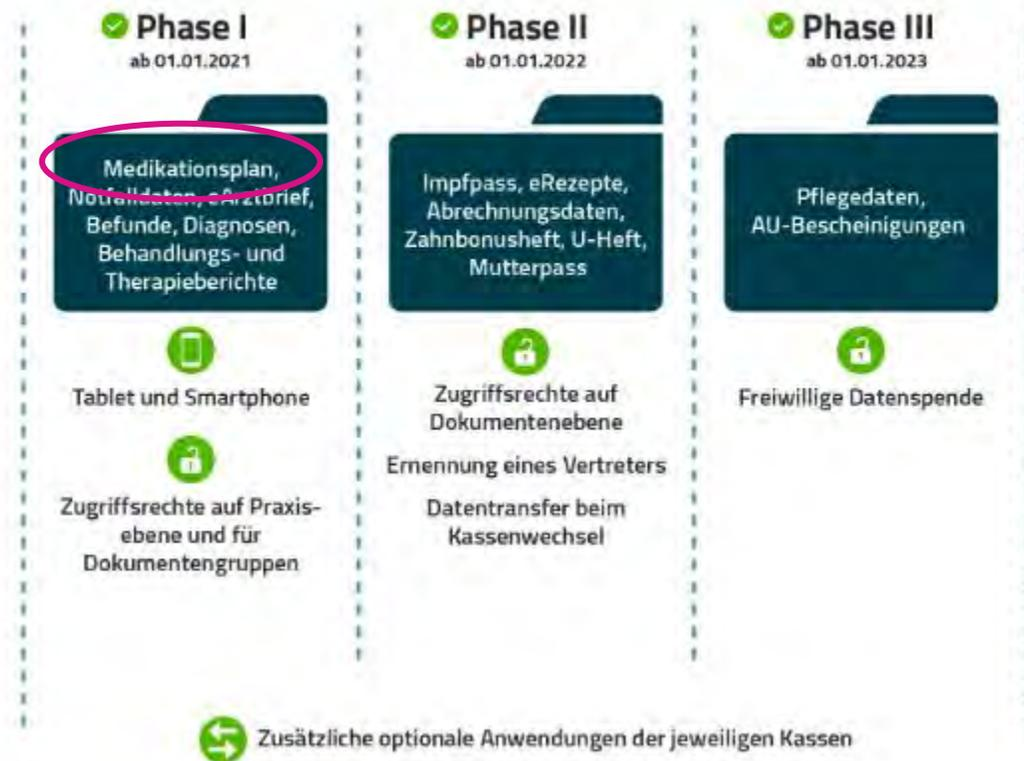 Phase I
ab 01.01.2021
Medikationsplan,
Notfalldaten, eArztbrief,
Befunde, Diagnosen,
Behandlungs- und
Therapieberichte
Tablet und Smartphone
Zugriffsrechte auf Praxis-
ebene und für
Dokumentengruppen
Phase II
ab 01.01.2022
Impfpass, eRezepte,
Abrechnungsdaten,
Zahnbonusheft, U-Heft,
Mutterpass
Zugriffsrechte auf
Dokumentenebene
Ernennung eines Vertreters
Datentransfer beim
Kassenwechsel
Phase III
ab 01.01.2023
Pflegedaten,
AU-Bescheinigungen
Freiwillige Datenspende
Zusätzliche optionale Anwendungen der jeweiligen Kassen